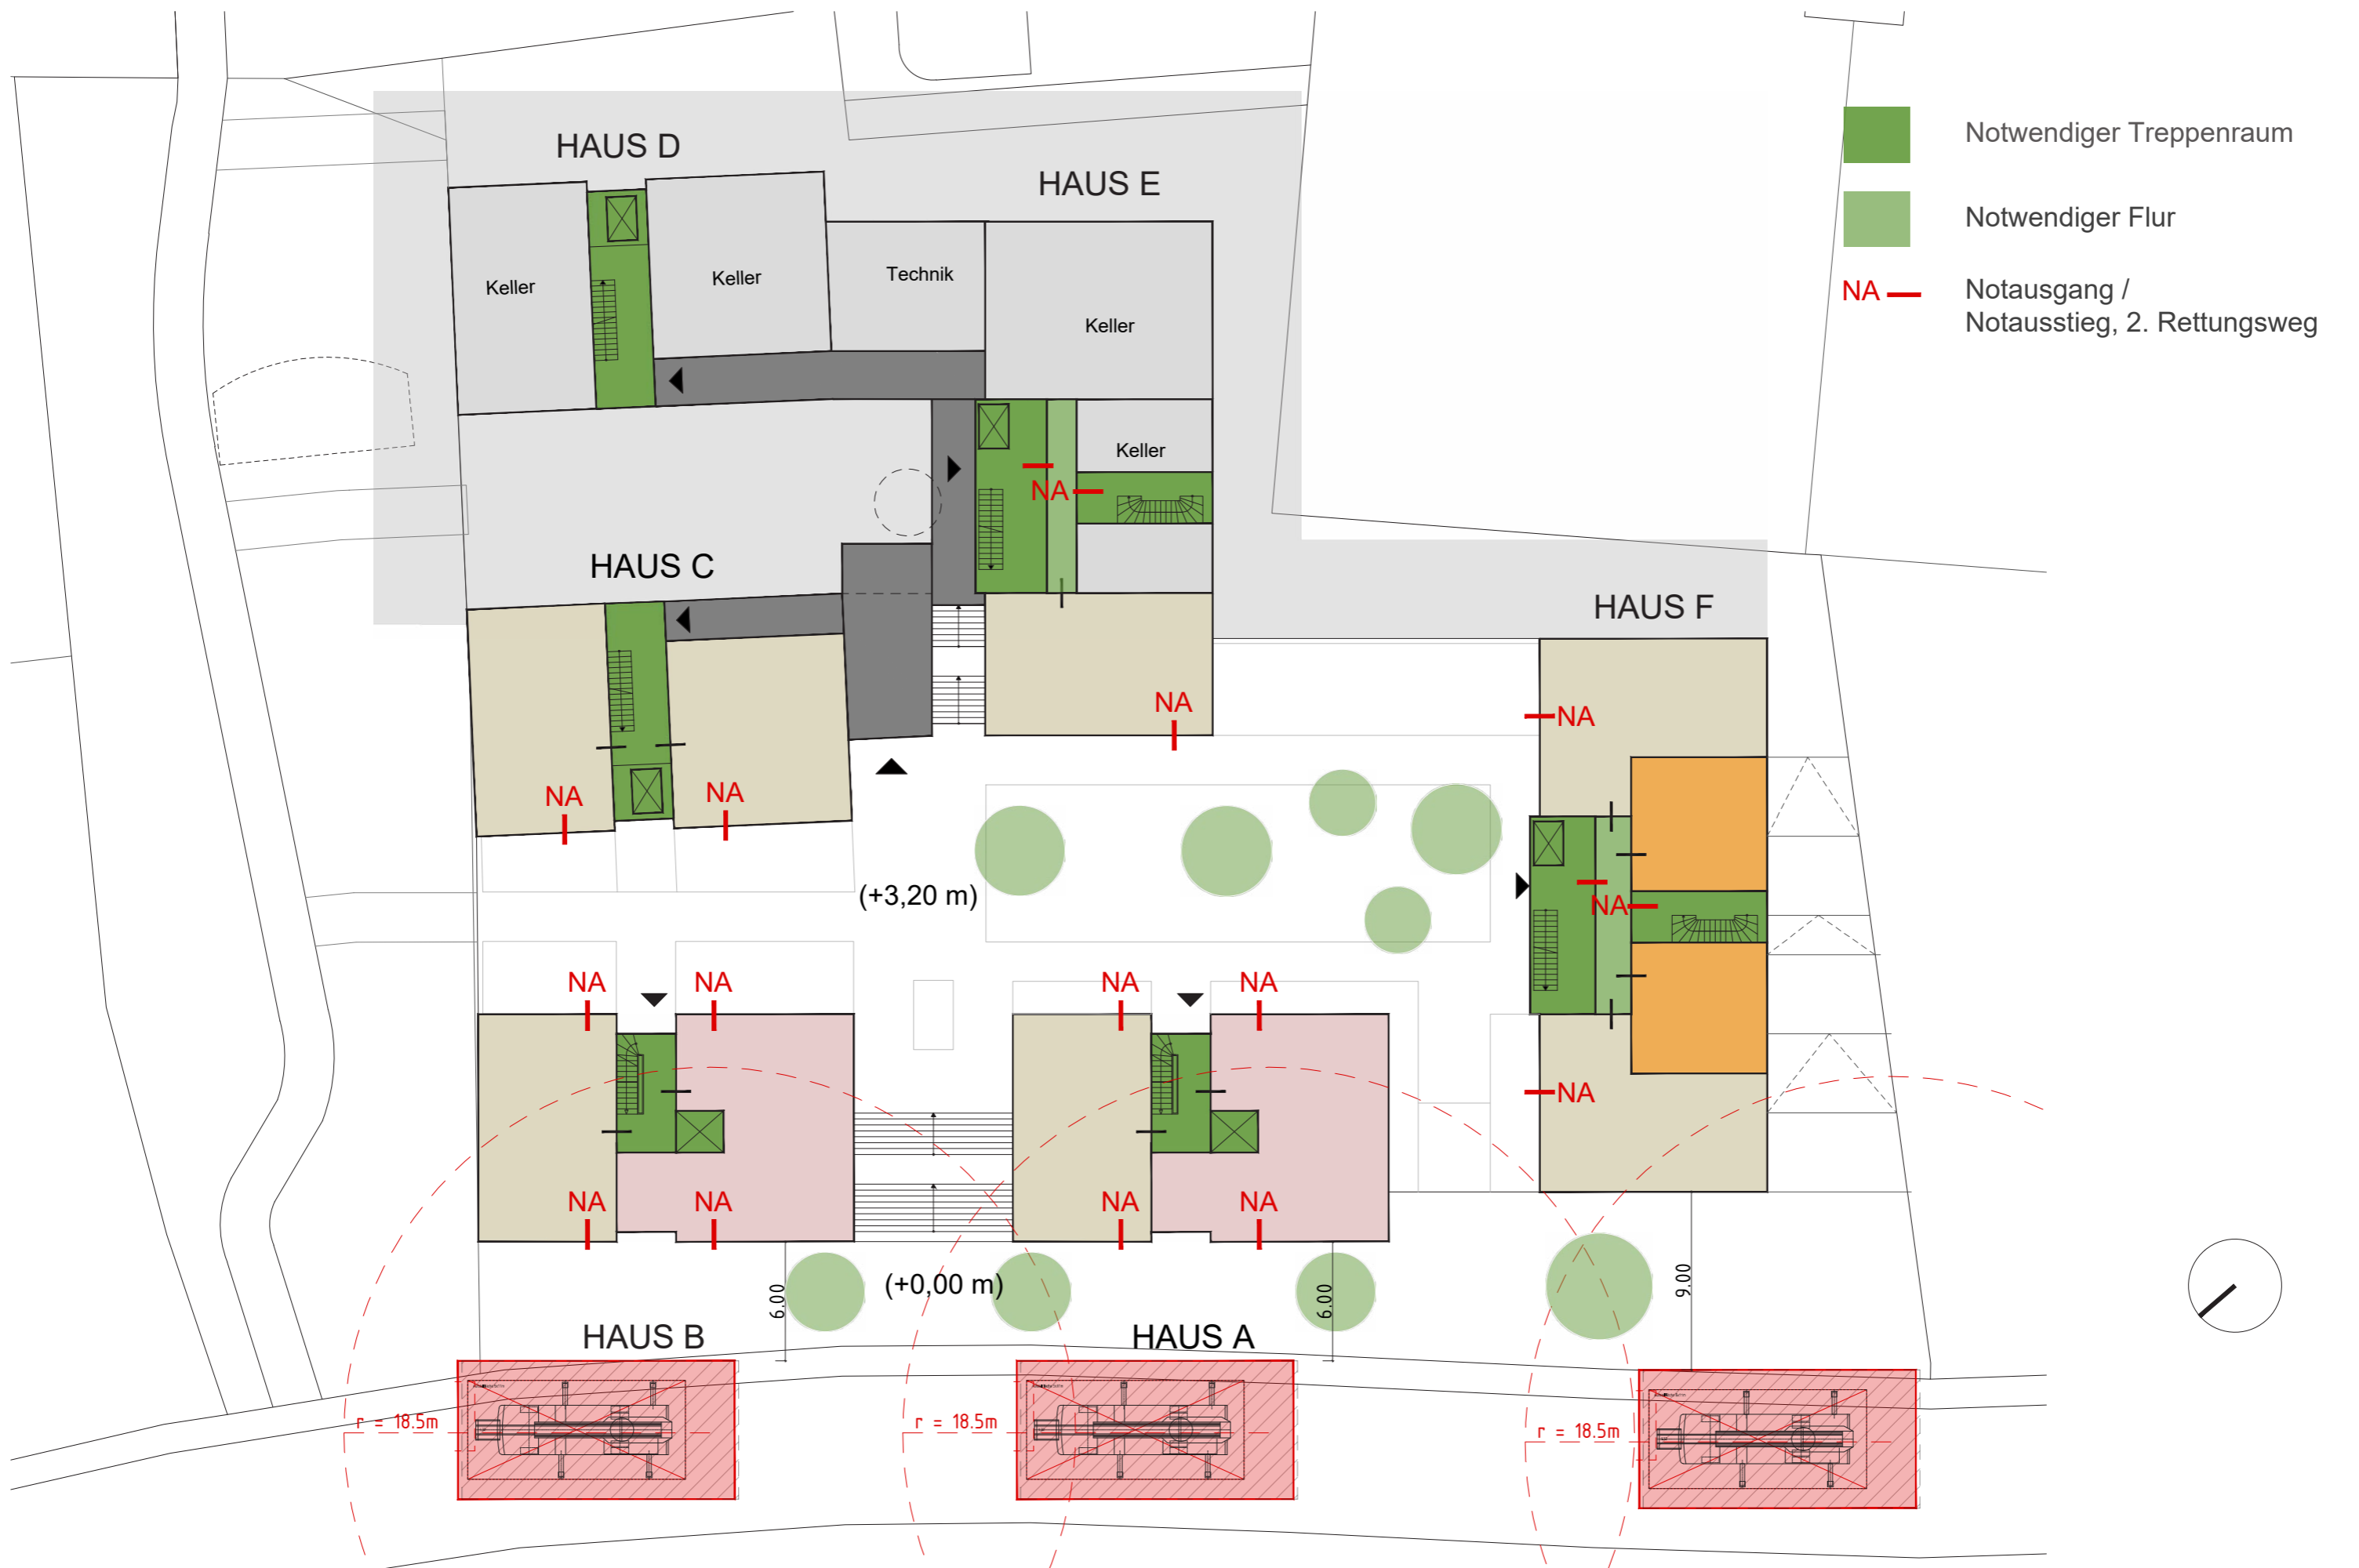 HAUS D
HAUS E
Notwendiger Treppenraum
Notwendiger Flur
NA
Notausgang /
Notausstieg, 2. Rettungsweg
Keller
Keller
Technik
Keller
Keller
NA
HAUS C
HAUS F
NA
NA
NA
NA
(+3,20 m)
NA
NA
NA
NA
NA
NA
NA
NA
NA
NA
(+0,00 m)
6.00
6.00
9.00
HAUS B
HAUS A
r = 18.5m
r = 18.5m
r = 18.5m